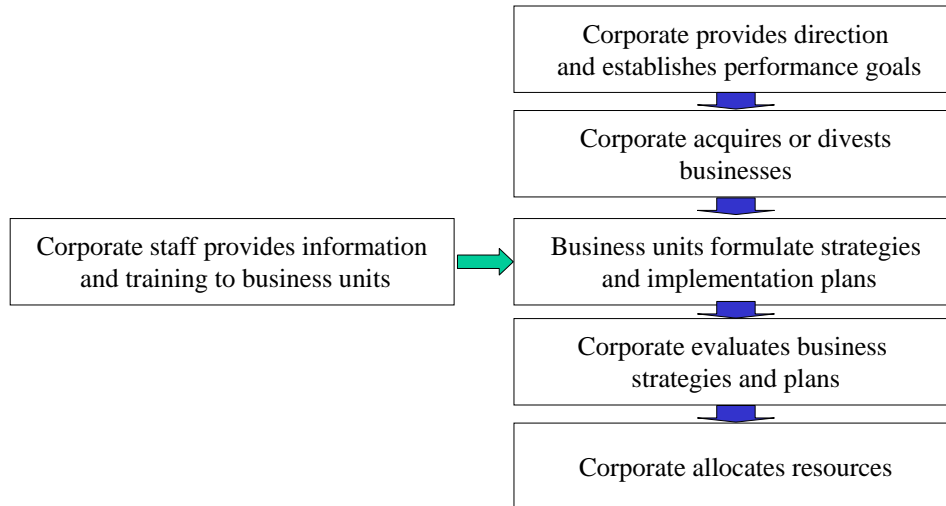 Corporate provides direction
and establishes performance goals
Corporate acquires or divests
businesses
Corporate staff provides information
and training to business units
Business units formulate strategies
and implementation plans
Corporate evaluates business
strategies and plans
Corporate allocates resources